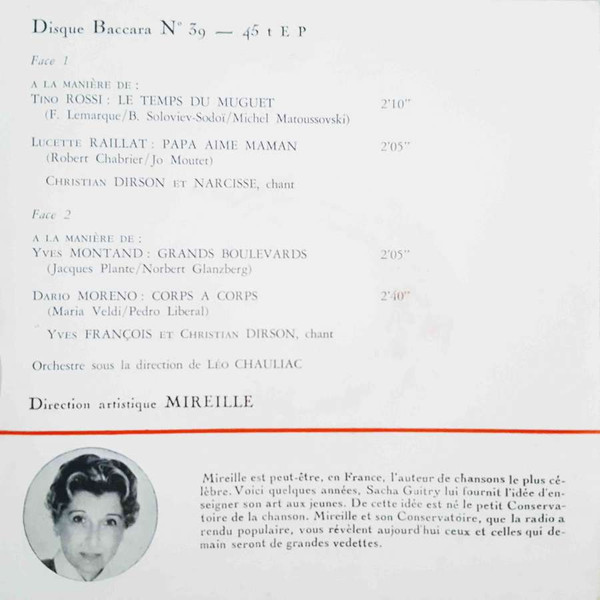 Disque Baccara N° 39 — 45 t E P
Face 1
A LA MANIÈRE DE :
TINO ROSSI : LE TEMPS DU MUGUET 2'10"
(F. Lemarque/B. Soloviev-Sodoï/Michel Matoussovski)
LUCETTE RAILLAT : PAPA AIME MAMAN 2'05"
(Robert Chabrier/Jo Moutet)
CHRISTIAN DIRSON ET NARCISSE, chant
Face 2
A LA MANIÈRE DE :
YVES MONTAND : GRANDS BOULEVARDS 2'05"
(Jacques Plante/Norbert Glanzberg)
DARIO MORENO : CORPS A CORPS 2'40"
(Maria Veldi/Pedro Liberal)
YVES FRANÇOIS ET CHRISTIAN DIRSON, chant
Orchestre sous la direction de LÉO CHAULIAC
Direction artistique MIREILLE
Mireille est peut-être, en France, l'auteur de chansons le plus cé-
lèbre. Voici quelques années, Sacha Guitry lui fournit l'idée d'en-
seigner son art aux jeunes. De cette idée est né le petit Conserva-
toire de la chanson. Mireille et son Conservatoire, que la radio a
rendu populaire, vous révèlent aujourd'hui ceux et celles qui de-
main seront de grandes vedettes.